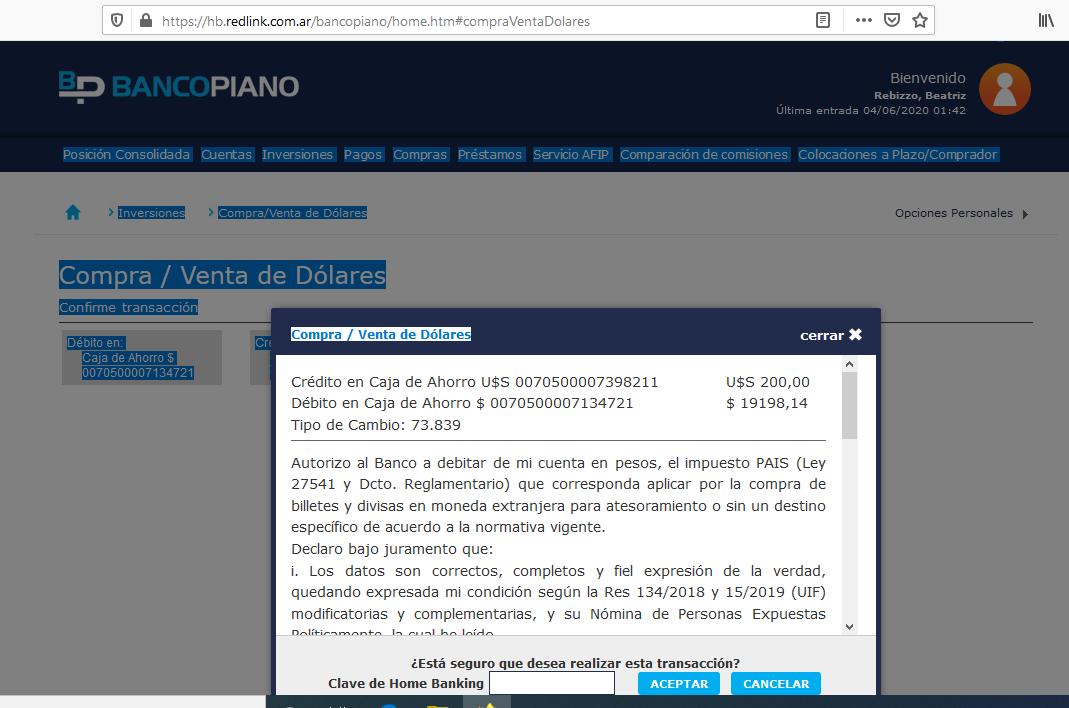 https://hb.redlink.com.ar/bancopiano/home.htm#compraVentaDolares
BP BANCOPIANO
Bienvenido
Rebizzo, Beatriz
Última entrada 04/06/2020 01:42
Posición Consolidada Cuentas Inversiones Pagos Compras Préstamos Servicio AFIP Comparación de comisiones Colocaciones a Plazo/Comprador
Inversiones Compra/Venta de Dólares Opciones Personales
Compra / Venta de Dólares
Confirme transacción
Débito en:
Caja de Ahorro $
0070500007134721
Compra / Venta de Dólares cerrar
Crédito en Caja de Ahorro U$S 0070500007398211 U$S 200,00
Débito en Caja de Ahorro $ 0070500007134721 $ 19198,14
Tipo de Cambio: 73.839
Autorizo al Banco a debitar de mi cuenta en pesos, el impuesto PAIS (Ley
27541 y Dcto. Reglamentario) que corresponda aplicar por la compra de
billetes y divisas en moneda extranjera para atesoramiento o sin un destino
específico de acuerdo a la normativa vigente.
Declaro bajo juramento que:
i. Los datos son correctos, completos y fiel expresión de la verdad,
quedando expresada mi condición según la Res 134/2018 y 15/2019 (UIF)
modificatorias y complementarias, y su Nómina de Personas Expuestas
Políticamente, la cual he leído
¿Está seguro que desea realizar esta transacción?
Clave de Home Banking ACEPTAR CANCELAR